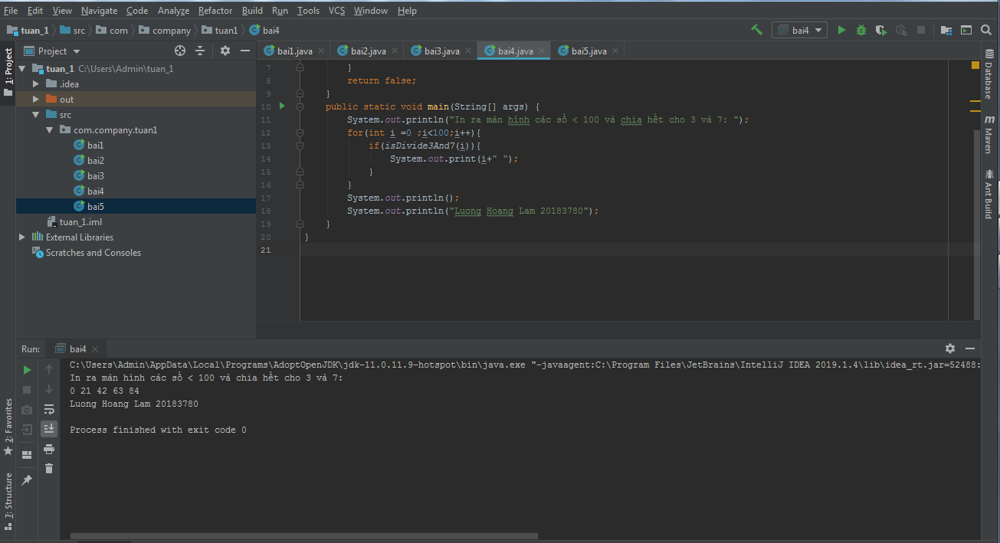 File Edit View Navigate Code Analyze Refactor Build Run Tools VCS Window Help
tuan_1 src com company tuan1 bai4 bai4
1: Project
Project
bai1.java bai2.java bai3.java bai4.java bai5.java
tuan_1 C:\Users\Admin\tuan_1
.idea
out
src
com.company.tuan1
bai1
bai2
bai3
bai4
bai5
tuan_1.iml
External Libraries
Scratches and Consoles
7 }
8 return false;
9 }
10 public static void main(String[] args) {
11 System.out.println("In ra màn hình các số < 100 và chia hết cho 3 và 7: ");
12 for(int i =0 ;i<100;i++){
13 if(isDivide3And7(i)){
14 System.out.print(i+" ");
15 }
16 }
17 System.out.println();
18 System.out.println("Luong Hoang Lam 20183780");
19 }
20 }
21
Database
Maven
Ant Build
Run: bai4
C:\Users\Admin\AppData\Local\Programs\AdoptOpenJDK\jdk-11.0.11.9-hotspot\bin\java.exe "-javaagent:C:\Program Files\JetBrains\IntelliJ IDEA 2019.1.4\lib\idea_rt.jar=52488:
In ra màn hình các số < 100 và chia hết cho 3 và 7:
0 21 42 63 84
Luong Hoang Lam 20183780
Process finished with exit code 0
2: Favorites
7: Structure